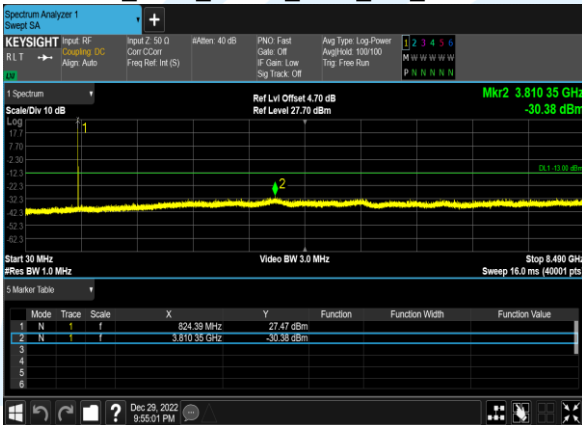 Spectrum Analyzer 1
Swept SA
+
KEYSIGHT
RLT
LU
Input: RF
Coupling: DC
Align: Auto
Input Z: 50 Ω
Corr CCorr
Freq Ref: Int (S)
#Atten: 40 dB
PNO: Fast
Gate: Off
IF Gain: Low
Sig Track: Off
Avg Type: Log-Power
Avg|Hold: 100/100
Trig: Free Run
1 2 3 4 5 6
M W W W W W
P N N N N N
1 Spectrum
Scale/Div 10 dB
Ref Lvl Offset 4.70 dB
Ref Level 27.70 dBm
Mkr2 3.810 35 GHz
-30.38 dBm
Log
17.7
7.70
-2.30
-12.3
-22.3
-32.3
-42.3
-52.3
-62.3
1
2
DL1 -13.00 dBm
Start 30 MHz
#Res BW 1.0 MHz
Video BW 3.0 MHz
Stop 8.490 GHz
Sweep 16.0 ms (40001 pts
5 Marker Table
Mode Trace Scale X Y Function Function Width Function Value
1 N 1 f 824.39 MHz 27.47 dBm
2 N 1 f 3.810 35 GHz -30.38 dBm
3
4
5
6
?
Dec 29, 2022
9:55:01 PM